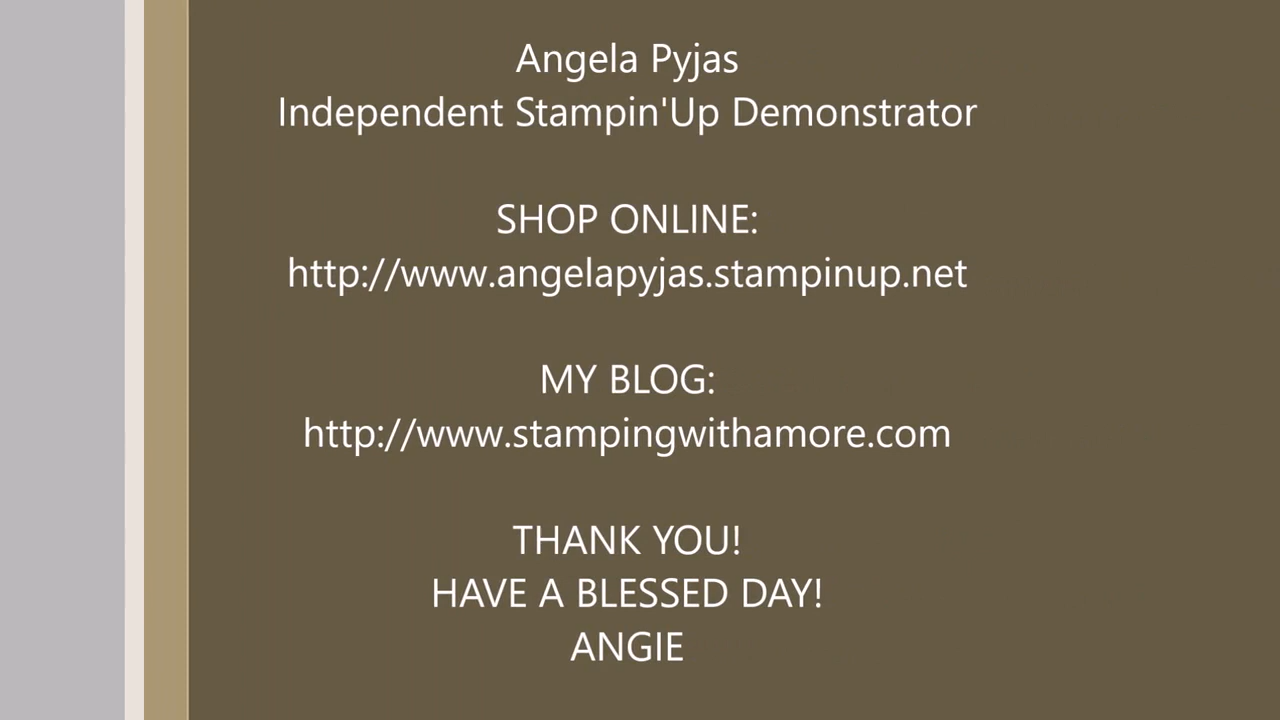 Angela Pyjas
Independent Stampin'Up Demonstrator
SHOP ONLINE:
http://www.angelapyjas.stampinup.net
MY BLOG:
http://www.stampingwithamore.com
THANK YOU!
HAVE A BLESSED DAY!
ANGIE